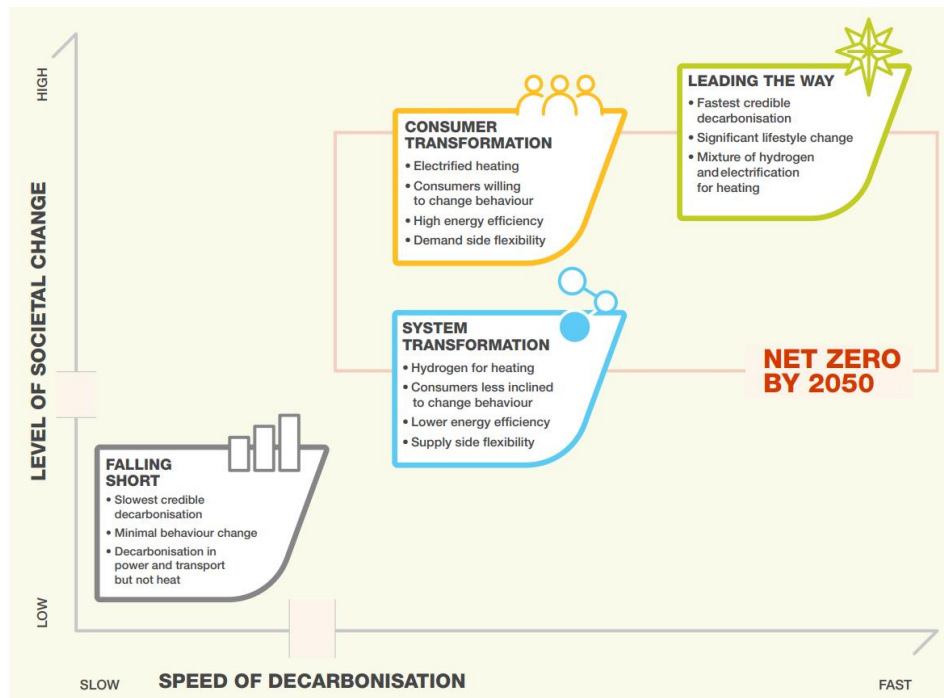 HIGH
LEVEL OF SOCIETAL CHANGE
LOW
LEADING THE WAY
• Fastest credible
decarbonisation
• Significant lifestyle change
• Mixture of hydrogen
and electrification
for heating
CONSUMER
TRANSFORMATION
• Electrified heating
• Consumers willing
to change behaviour
• High energy efficiency
• Demand side flexibility
SYSTEM
TRANSFORMATION
• Hydrogen for heating
• Consumers less inclined
to change behaviour
• Lower energy efficiency
• Supply side flexibility
NET ZERO
BY 2050
FALLING
SHORT
• Slowest credible
decarbonisation
• Minimal behaviour change
• Decarbonisation in
power and transport
but not heat
SLOW
SPEED OF DECARBONISATION
FAST